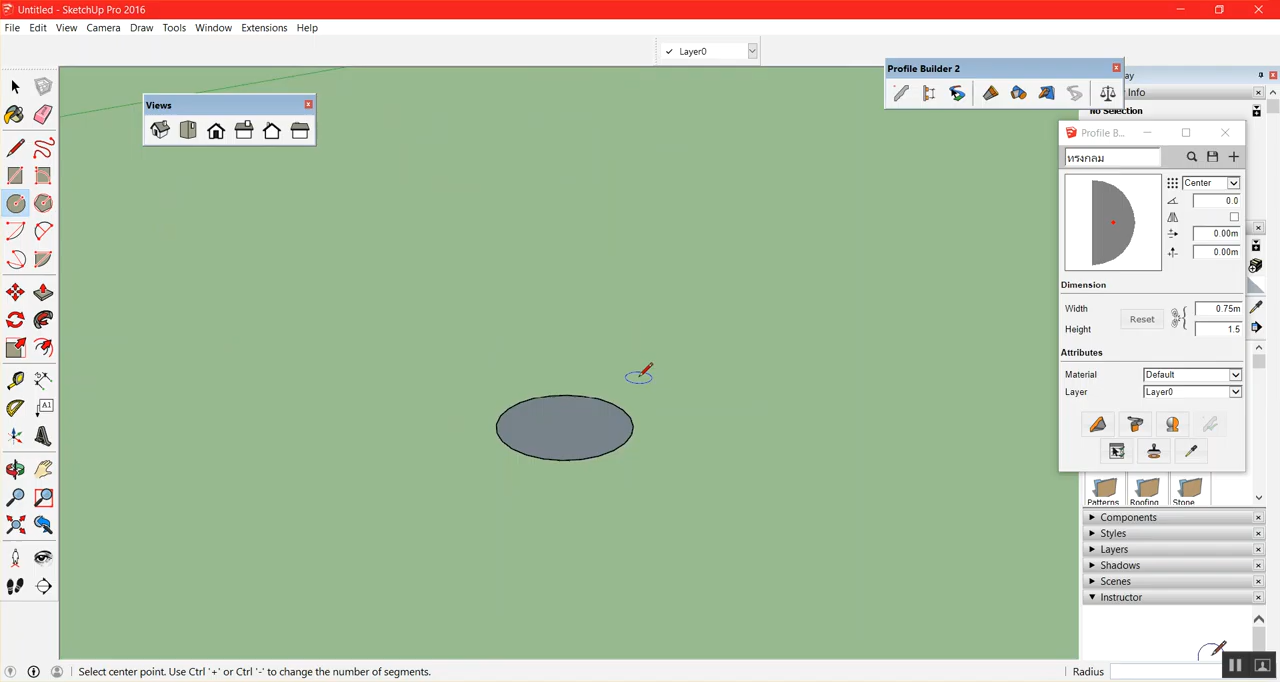 Untitled - SketchUp Pro 2016
File Edit View Camera Draw Tools Window Extensions Help
Layer0
Profile Builder 2
Info
No Selection
Views
Profile B...
ทรงกลม
Center
0.0
0.00m
0.00m
Dimension
Width 0.75m
Reset
Height 1.5
Attributes
Material Default
Layer Layer0
A1
Patterns Roofing Stone
Components
Styles
Layers
Shadows
Scenes
Instructor
Select center point. Use Ctrl '+' or Ctrl '-' to change the number of segments.
Radius